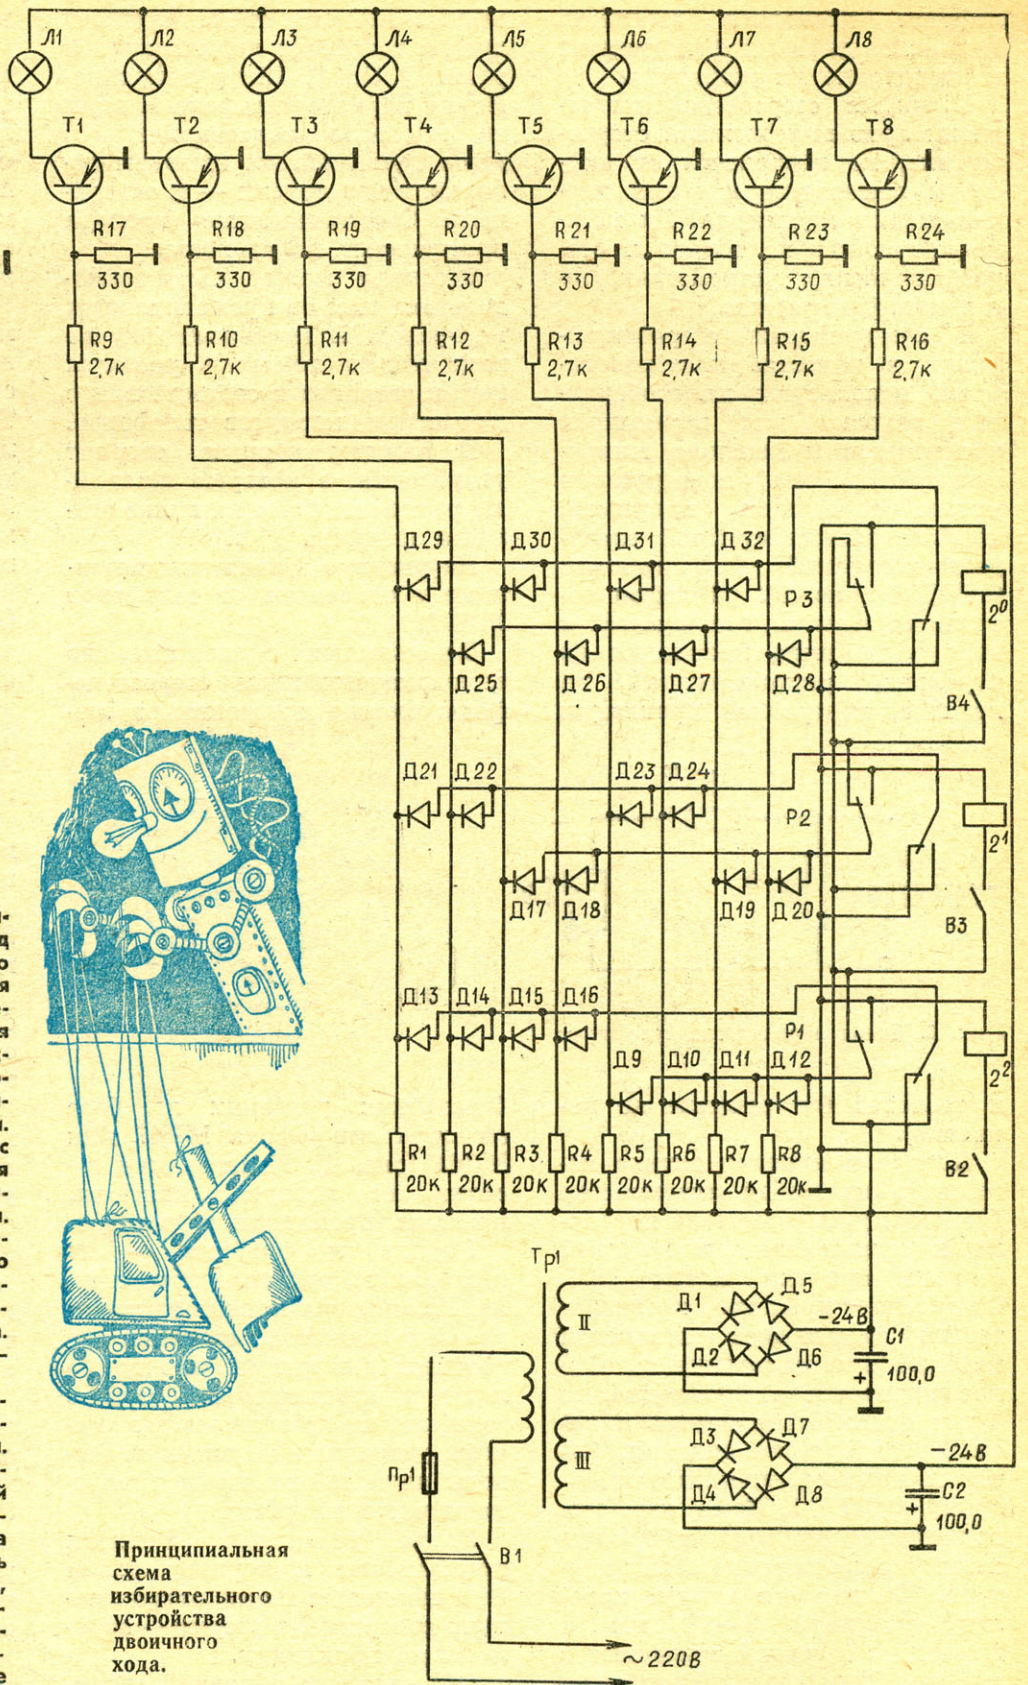 Л1 Л2 Л3 Л4 Л5 Л6 Л7 Л8
Т1 Т2 Т3 Т4 Т5 Т6 Т7 Т8
R17 R18 R19 R20 R21 R22 R23 R24
330 330 330 330 330 330 330 330
R9 R10 R11 R12 R13 R14 R15 R16
2,7к 2,7к 2,7к 2,7к 2,7к 2,7к 2,7к 2,7к
Д29 Д30 Д31 Д32
Р3 2⁰
Д25 Д26 Д27 Д28
В4
Д21 Д22 Д23 Д24
Р2 2¹
Д17 Д18 Д19 Д20
В3
Д13 Д14 Д15 Д16
Р1
Д9 Д10 Д11 Д12
2²
R1 R2 R3 R4 R5 R6 R7 R8
В2
20к 20к 20к 20к 20к 20к 20к 20к
Тр1
Д1 Д5
II
-24В
С1
Д2 Д6
+ 100,0
Д3 Д7
III
-24В
Пр1
Д4 Д8
С2
+ 100,0
В1
~220В
Принципиальная
схема
избирательного
устройства
двоичного
хода.